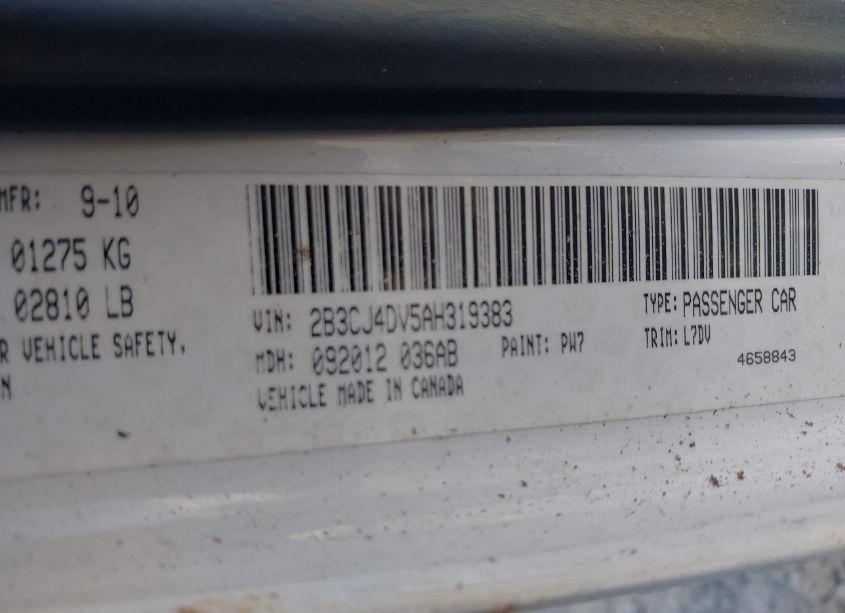 MFR: 9-10
01275 KG
02810 LB
R VEHICLE SAFETY,
N
VIN: 2B3CJ4DV5AH319383
MDH: 092012 036AB
PAINT: PW7
VEHICLE MADE IN CANADA
TYPE: PASSENGER CAR
TRIM: L7DV
4658843